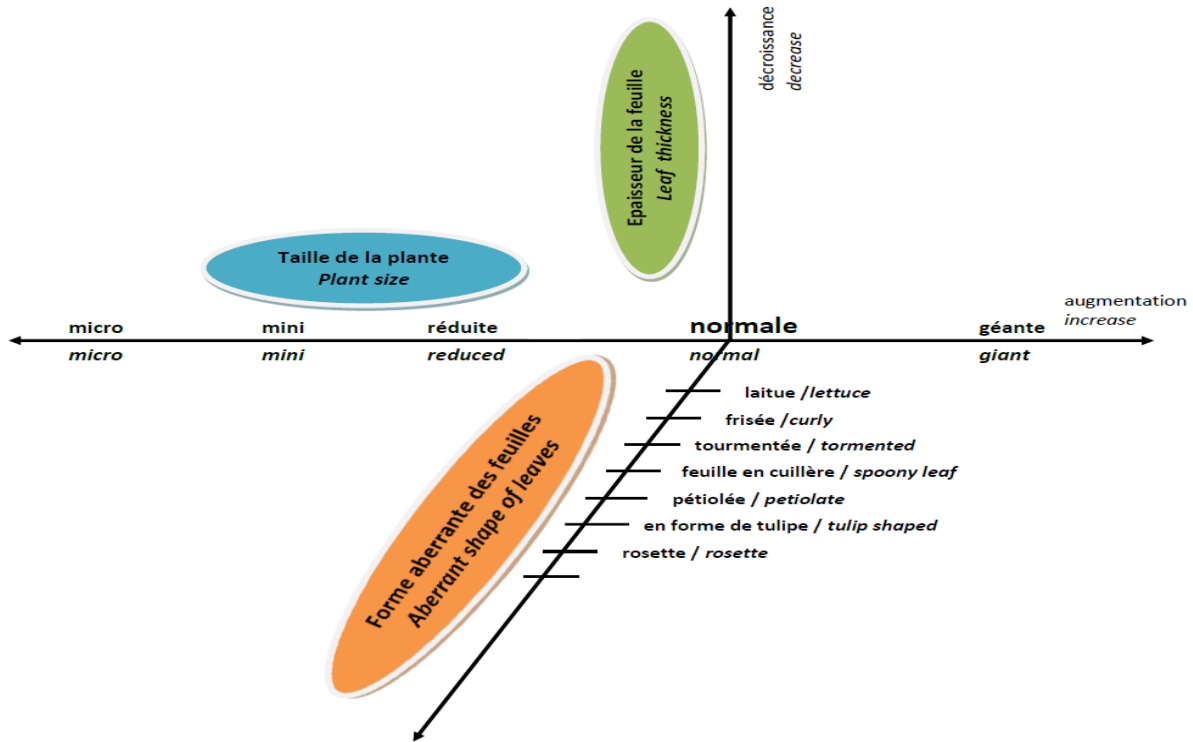 décroissance
decrease
Epaisseur de la feuille
Leaf thickness
Taille de la plante
Plant size
augmentation
increase
micro mini réduite normale géante
micro mini reduced normal giant
laitue /lettuce
frisée /curly
tourmentée / tormented
feuille en cuillère / spoony leaf
pétiolée / petiolate
en forme de tulipe / tulip shaped
rosette / rosette
Forme aberrante des feuilles
Aberrant shape of leaves